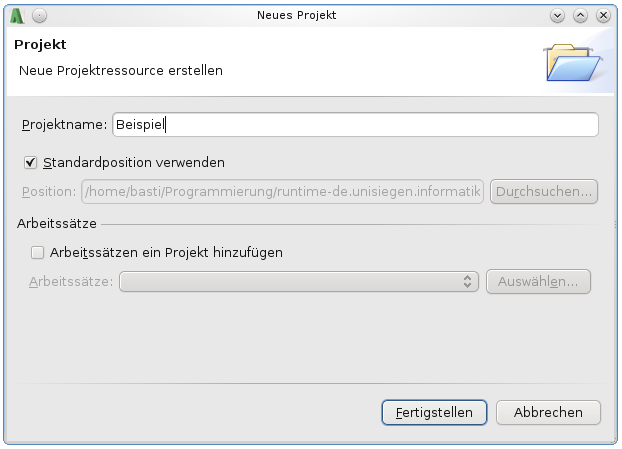 Neues Projekt
Projekt
Neue Projektressource erstellen
Projektname: Beispiel
Standardposition verwenden
Position: /home/basti/Programmierung/runtime-de.unisiegen.informatik Durchsuchen...
Arbeitssätze
Arbeitssätzen ein Projekt hinzufügen
Arbeitssätze: Auswählen...
Fertigstellen Abbrechen